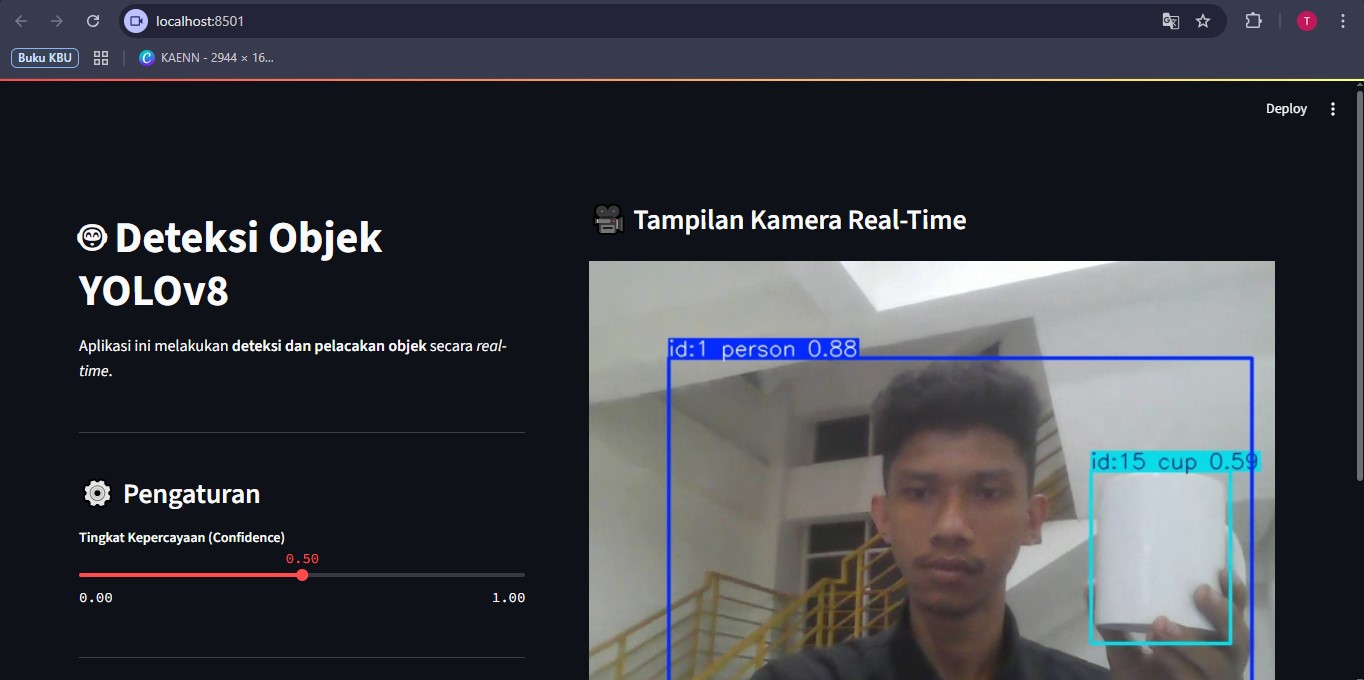 localhost:8501
T
Buku KBU
KAENN - 2944 × 16...
Deploy
Deteksi Objek
YOLOv8
Aplikasi ini melakukan deteksi dan pelacakan objek secara real-
time.
Pengaturan
Tingkat Kepercayaan (Confidence)
0.50
0.00 1.00
Tampilan Kamera Real-Time
id:1 person 0.88
id:15 cup 0.59